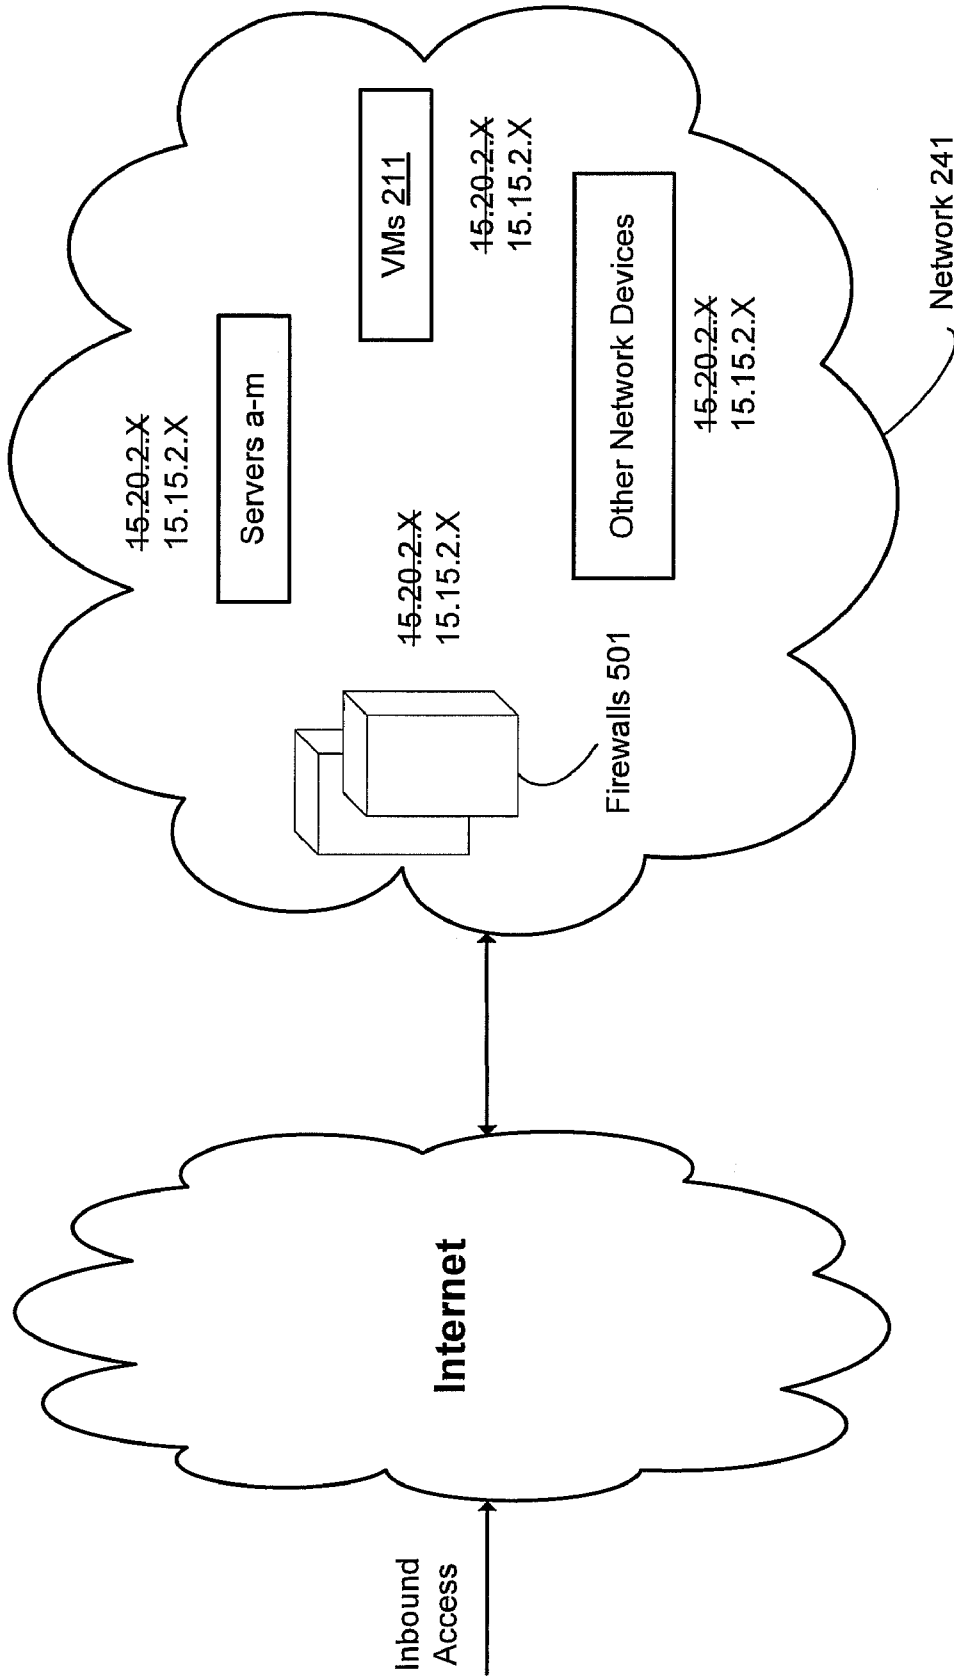 Inbound
Access
Internet
Firewalls 501
15.20.2.X
15.15.2.X
15.20.2.X
15.15.2.X
Servers a-m
VMs 211
15.20.2.X
15.15.2.X
Other Network Devices
15.20.2.X
15.15.2.X
Network 241